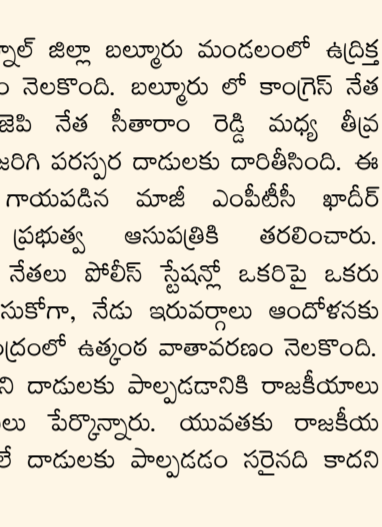 ర్నూల్ జిల్లా బల్మూరు మండలంలో ఉద్రిక్త
ం నెలకొంది. బల్మూరు లో కాంగ్రెస్ నేత
జెపి నేత సీతారాం రెడ్డి మధ్య తీవ్ర
జరిగి పరస్పర దాడులకు దారితీసింది. ఈ
గాయపడిన మాజీ ఎంపీటీసీ ఖాదీర్
ప్రభుత్వ ఆసుపత్రికి తరలించారు.
నేతలు పోలీస్ స్టేషన్లో ఒకరిపై ఒకరు
సుకోగా, నేడు ఇరువర్గాలు ఆందోళనకు
ంద్రంలో ఉత్కంఠ వాతావరణం నెలకొంది.
ని దాడులకు పాల్పడడానికి రాజకీయాలు
లు పేర్కొన్నారు. యువతకు రాజకీయ
లే దాడులకు పాల్పడడం సరైనది కాదని